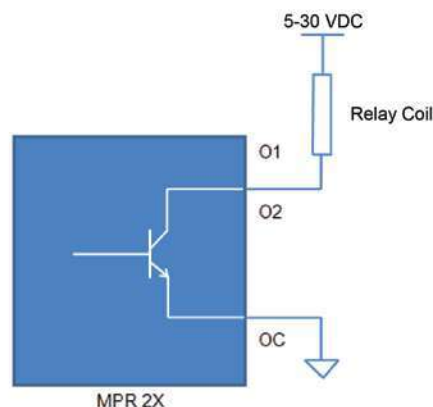 5-30 VDC
Relay Coil
O1
O2
OC
MPR 2X